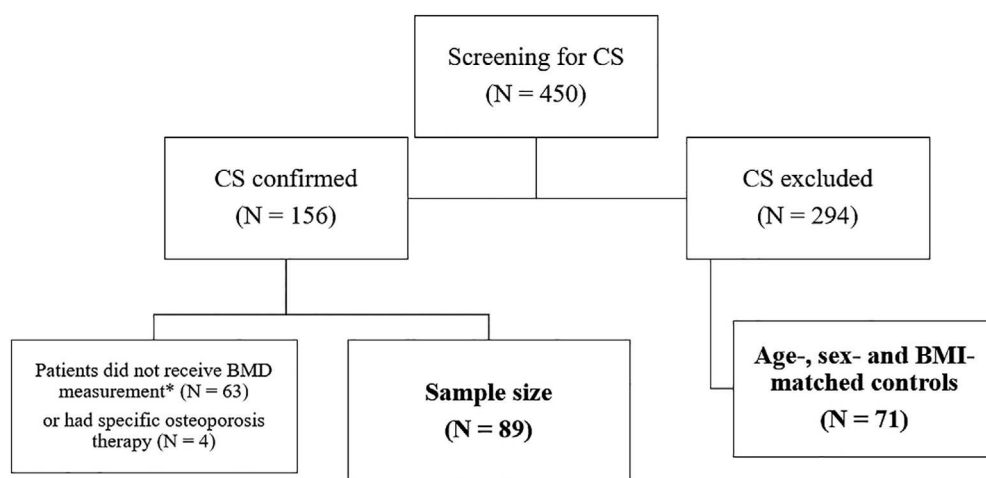 Screening for CS
(N = 450)
CS confirmed
(N = 156)
CS excluded
(N = 294)
Patients did not receive BMD
measurement* (N = 63)
or had specific osteoporosis
therapy (N = 4)
Sample size
(N = 89)
Age-, sex- and BMI-
matched controls
(N = 71)